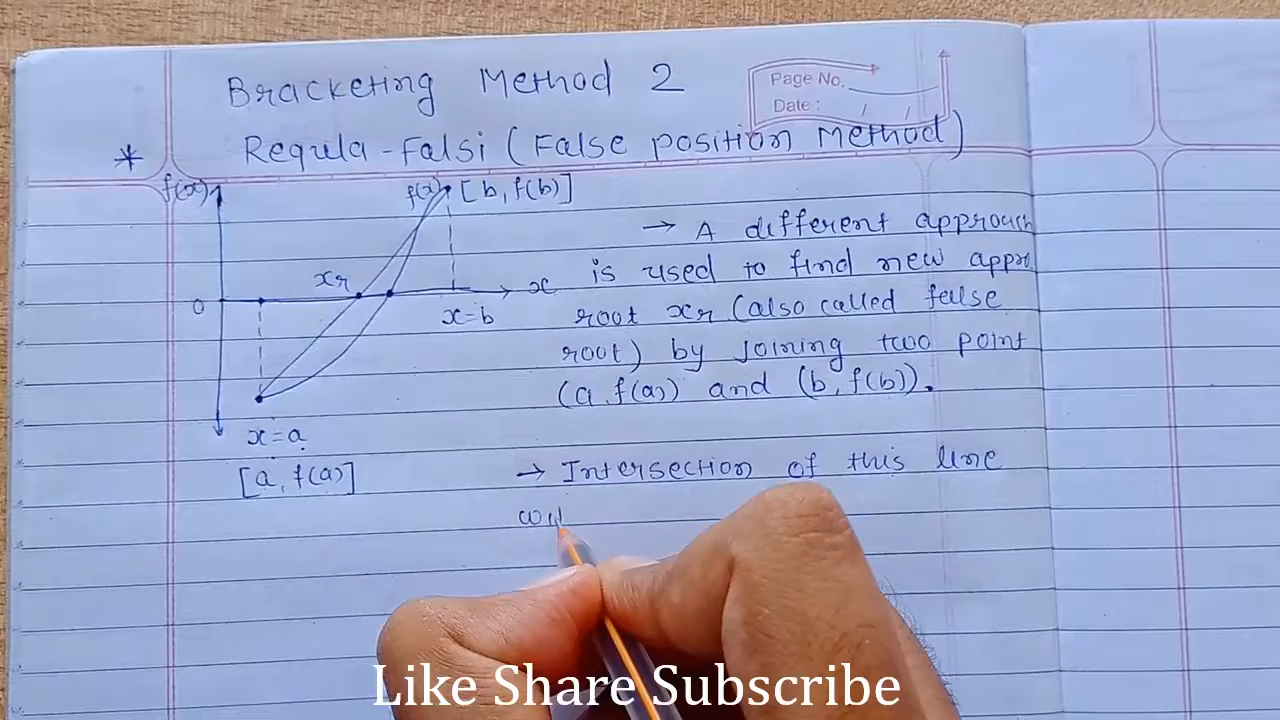 Bracketing Method 2
Page No.
Date :
* Regula-Falsi (False position Method)
f(x)
f(x) [b, f(b)]
→ A different approach
is used to find new appro.
root xr (also called false
root) by joining two point
(a, f(a)) and (b, f(b)).
xr
x
0
x=b
x=a
[a, f(a)]
→ Intersection of this line
Like Share Subscribe